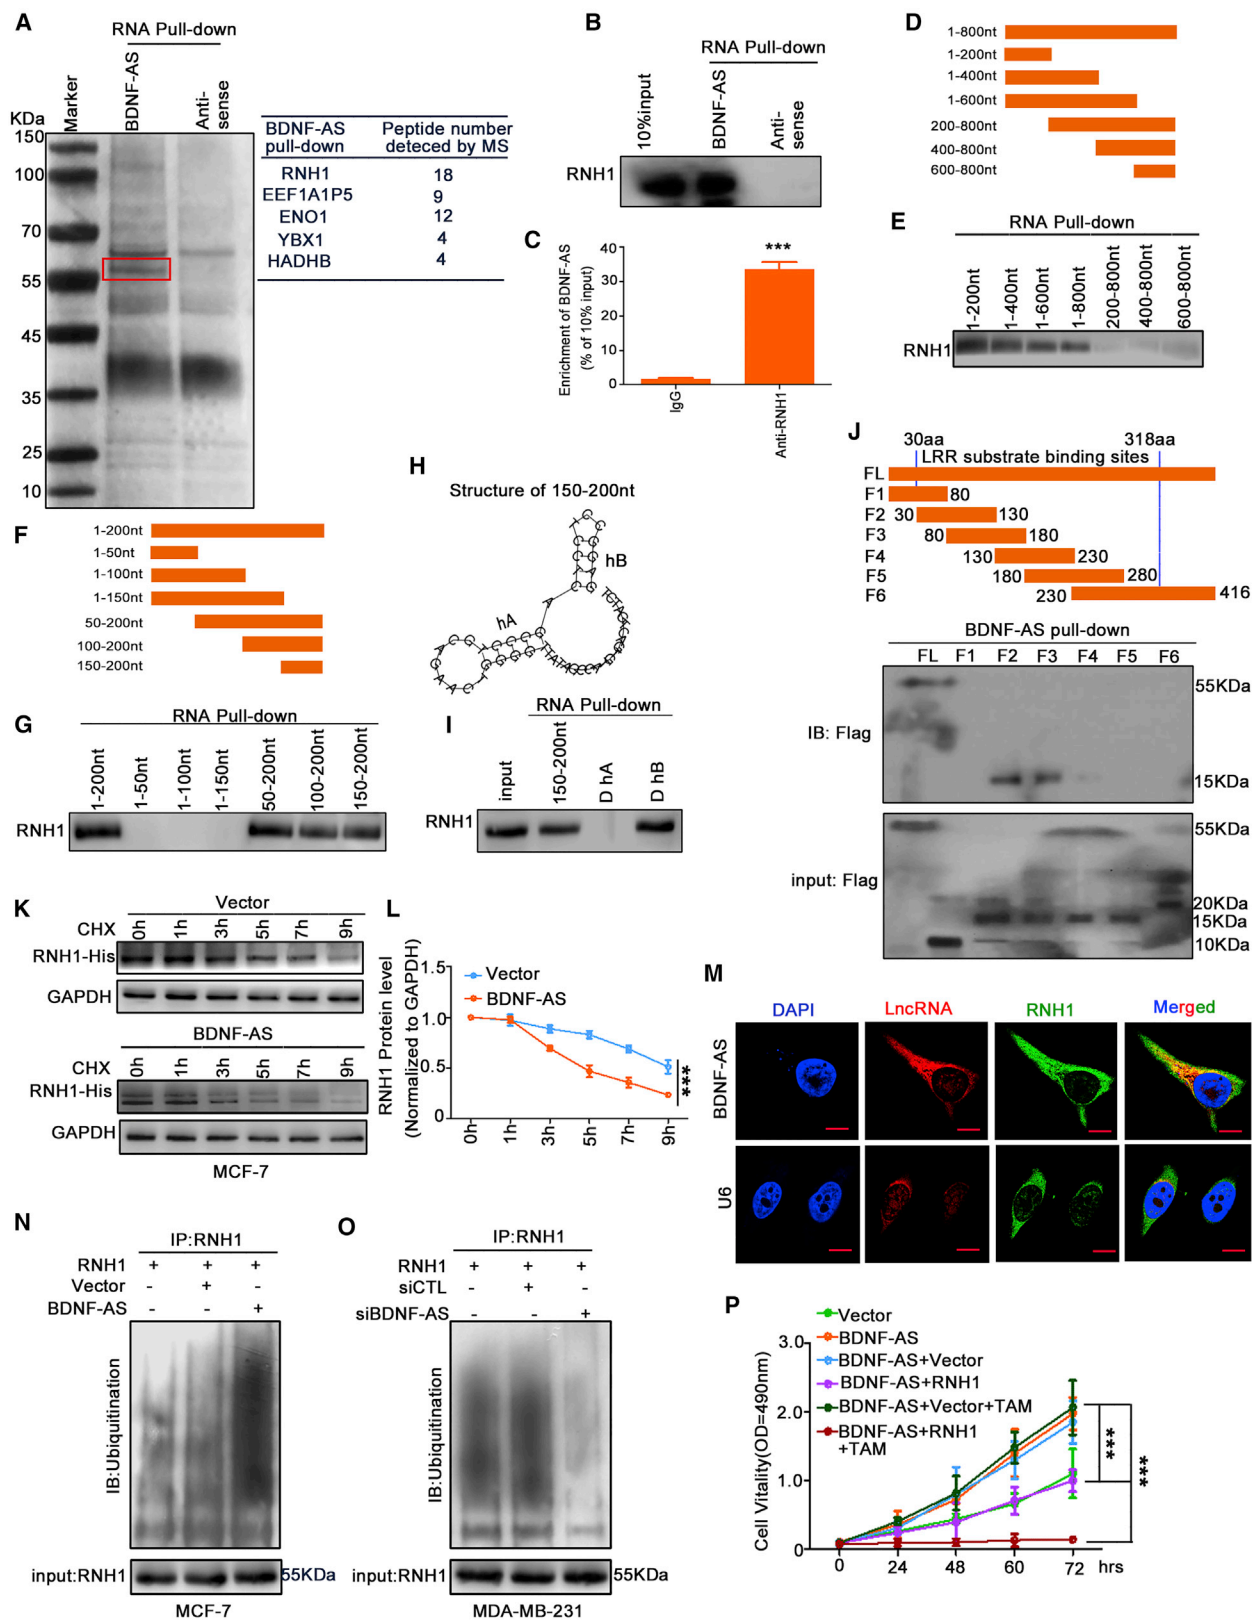 A
RNA Pull-down
KDa
Marker
BDNF-AS
Anti-
sense
150
100
70
55
45
35
25
10
BDNF-AS
pull-down
Peptide number
deteced by MS
RNH1 18
EEF1A1P5 9
ENO1 12
YBX1 4
HADHB 4
B
RNA Pull-down
10%input
BDNF-AS
Anti-
sense
RNH1
C
Enrichment of BDNF-AS
(% of 10% input)
40
30
20
10
0
***
IgG
Anti-RNH1
D
1-800nt
1-200nt
1-400nt
1-600nt
200-800nt
400-800nt
600-800nt
E
RNA Pull-down
1-200nt
1-400nt
1-600nt
1-800nt
200-800nt
400-800nt
600-800nt
RNH1
F
1-200nt
1-50nt
1-100nt
1-150nt
50-200nt
100-200nt
150-200nt
G
RNA Pull-down
1-200nt
1-50nt
1-100nt
1-150nt
50-200nt
100-200nt
150-200nt
RNH1
H
Structure of 150-200nt
hB
hA
I
RNA Pull-down
input
150-200nt
D hA
D hB
RNH1
J
30aa 318aa
LRR substrate binding sites
FL
F1 80
F2 30 130
F3 80 180
F4 130 230
F5 180 280
F6 230 416
BDNF-AS pull-down
FL F1 F2 F3 F4 F5 F6
IB: Flag
55KDa
15KDa
input: Flag
55KDa
20KDa
15KDa
10KDa
K
Vector
CHX 0h 1h 3h 5h 7h 9h
RNH1-His
GAPDH
BDNF-AS
CHX 0h 1h 3h 5h 7h 9h
RNH1-His
GAPDH
MCF-7
L
RNH1 Protein level
(Normalized to GAPDH)
1.5
1.0
0.5
0
Vector
BDNF-AS
***
0h 1h 3h 5h 7h 9h
M
DAPI LncRNA RNH1 Merged
BDNF-AS
U6
N
IP:RNH1
RNH1 + + +
Vector - + -
BDNF-AS - - +
IB:Ubiquitination
input:RNH1 55KDa
MCF-7
O
IP:RNH1
RNH1 + + +
siCTL - + -
siBDNF-AS - - +
IB:Ubiquitination
input:RNH1 55KDa
MDA-MB-231
P
Vector
BDNF-AS
BDNF-AS+Vector
BDNF-AS+RNH1
BDNF-AS+Vector+TAM
BDNF-AS+RNH1
+TAM
Cell Vitality(OD=490nm)
3.0
2.0
1.0
0
***
***
0 24 48 60 72 hrs